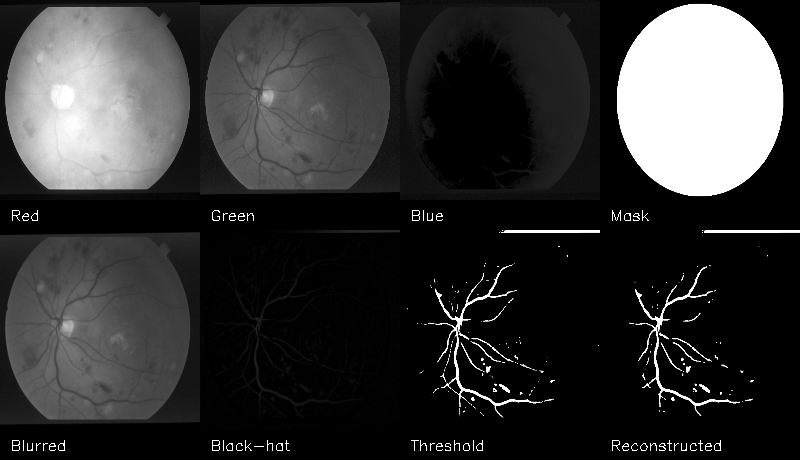 Red
Green
Blue
Mask
Blurred
Black-hat
Threshold
Reconstructed